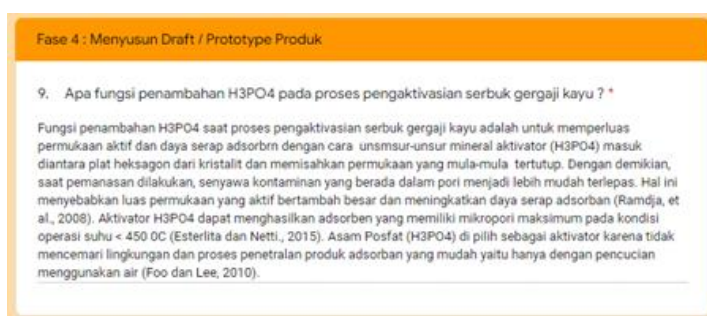 Fase 4 : Menyusun Draft / Prototype Produk
9. Apa fungsi penambahan H3PO4 pada proses pengaktivasian serbuk gergaji kayu ? *
Fungsi penambahan H3PO4 saat proses pengaktivasian serbuk gergaji kayu adalah untuk memperluas
permukaan aktif dan daya serap adsorbrn dengan cara unsmsur-unsur mineral aktivator (H3PO4) masuk
diantara plat heksagon dari kristalit dan memisahkan permukaan yang mula-mula tertutup. Dengan demikian,
saat pemanasan dilakukan, senyawa kontaminan yang berada dalam pori menjadi lebih mudah terlepas. Hal ini
menyebabkan luas permukaan yang aktif bertambah besar dan meningkatkan daya serap adsorban (Ramdja, et
al., 2008). Aktivator H3PO4 dapat menghasilkan adsorben yang memiliki mikropori maksimum pada kondisi
operasi suhu < 450 0C (Esterlita dan Netti., 2015). Asam Posfat (H3PO4) di pilih sebagai aktivator karena tidak
mencemari lingkungan dan proses penetralan produk adsorban yang mudah yaitu hanya dengan pencucian
menggunakan air (Foo dan Lee, 2010).